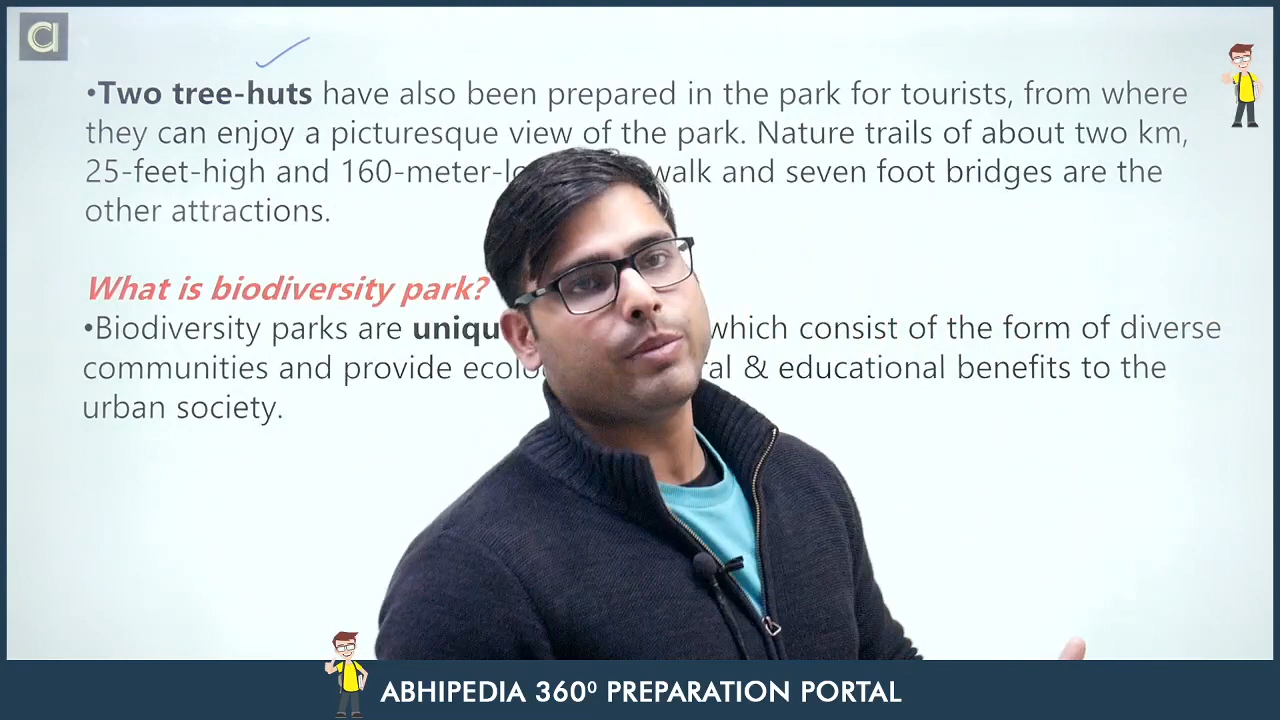 a
•Two tree-huts have also been prepared in the park for tourists, from where
they can enjoy a picturesque view of the park. Nature trails of about two km,
25-feet-high and 160-meter- walk and seven foot bridges are the
other attractions.
What is biodiversity park?
•Biodiversity parks are which consist of the form of diverse
communities and provide & educational benefits to the
urban society.
ABHIPEDIA 360⁰ PREPARATION PORTAL